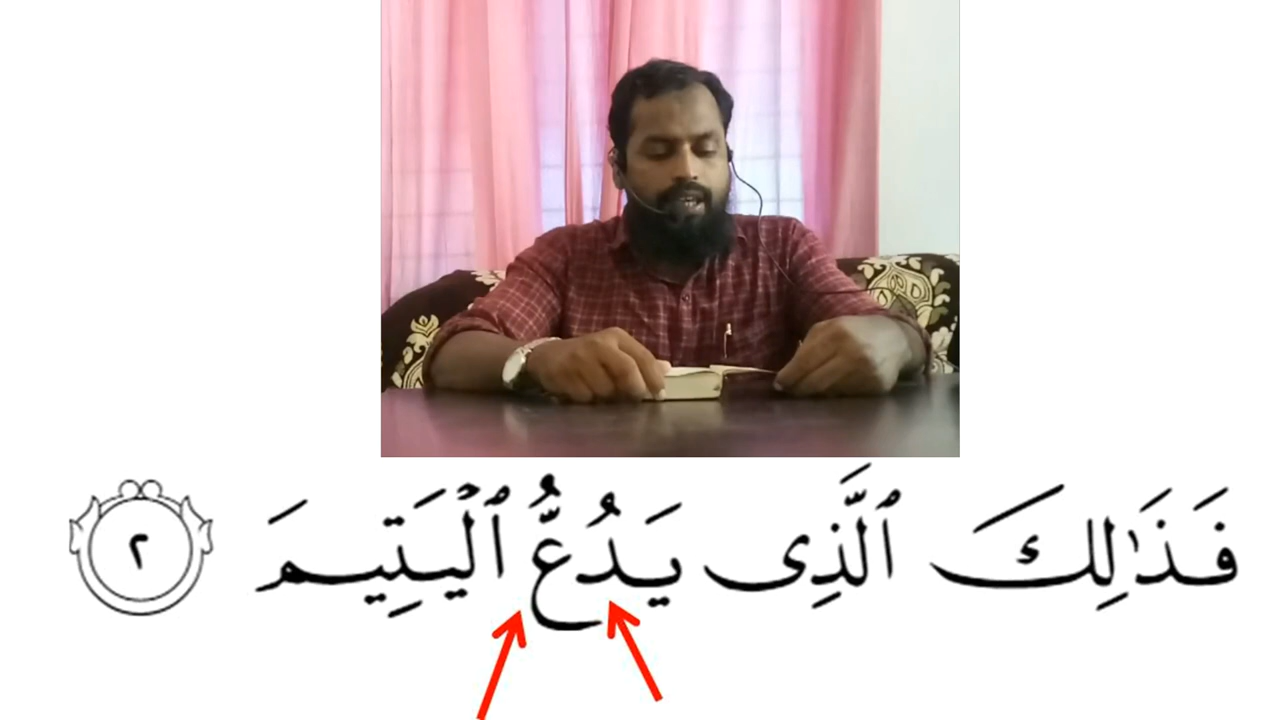 فَذَٰلِكَ ٱلَّذِى يَدُعُّ ٱلْيَتِيمَ ٢